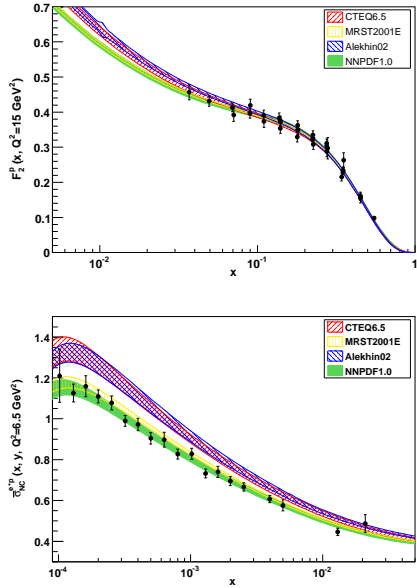 0.7
0.6
0.5
0.4
0.3
0.2
0.1
0
F₂ᵖ (x, Q²=15 GeV²)
CTEQ6.5
MRST2001E
Alekhin02
NNPDF1.0
10⁻² 10⁻¹ 1
x
1.4
1.2
1.0
0.8
0.6
0.4
σ̃ NC e⁺p (x, y, Q²=6.5 GeV²)
CTEQ6.5
MRST2001E
Alekhin02
NNPDF1.0
10⁻⁴ 10⁻³ 10⁻²
x